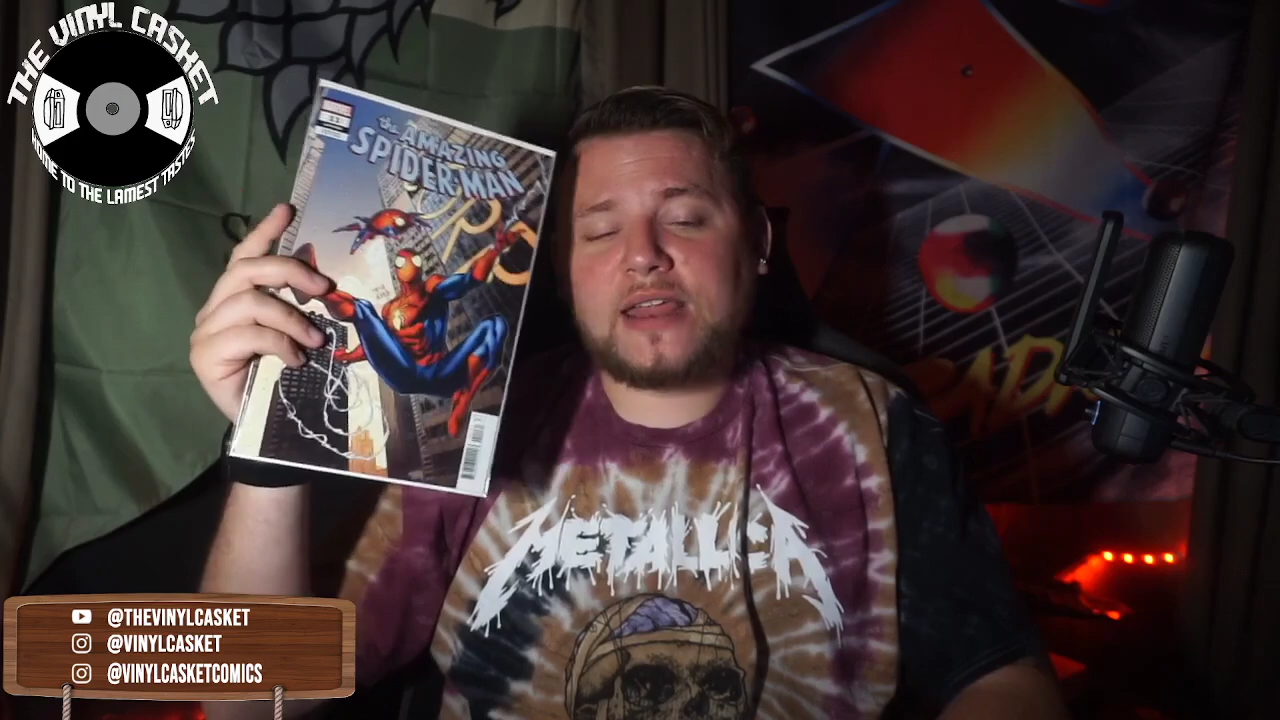 THE VINYL CASKET
HOME TO THE LAMEST TASTES
the AMAZING
SPIDER-MAN
METALLICA
@THEVINYLCASKET
@VINYLCASKET
@VINYLCASKETCOMICS